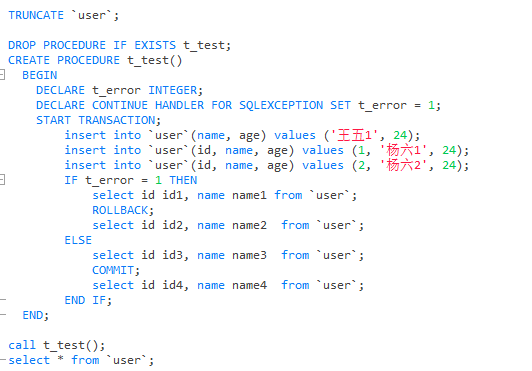 TRUNCATE `user`;
DROP PROCEDURE IF EXISTS t_test;
CREATE PROCEDURE t_test()
BEGIN
DECLARE t_error INTEGER;
DECLARE CONTINUE HANDLER FOR SQLEXCEPTION SET t_error = 1;
START TRANSACTION;
insert into `user`(name, age) values ('王五1', 24);
insert into `user`(id, name, age) values (1, '杨六1', 24);
insert into `user`(id, name, age) values (2, '杨六2', 24);
IF t_error = 1 THEN
select id id1, name name1 from `user`;
ROLLBACK;
select id id2, name name2  from `user`;
ELSE
select id id3, name name3  from `user`;
COMMIT;
select id id4, name name4  from `user`;
END IF;
END;
call t_test();
select * from `user`;